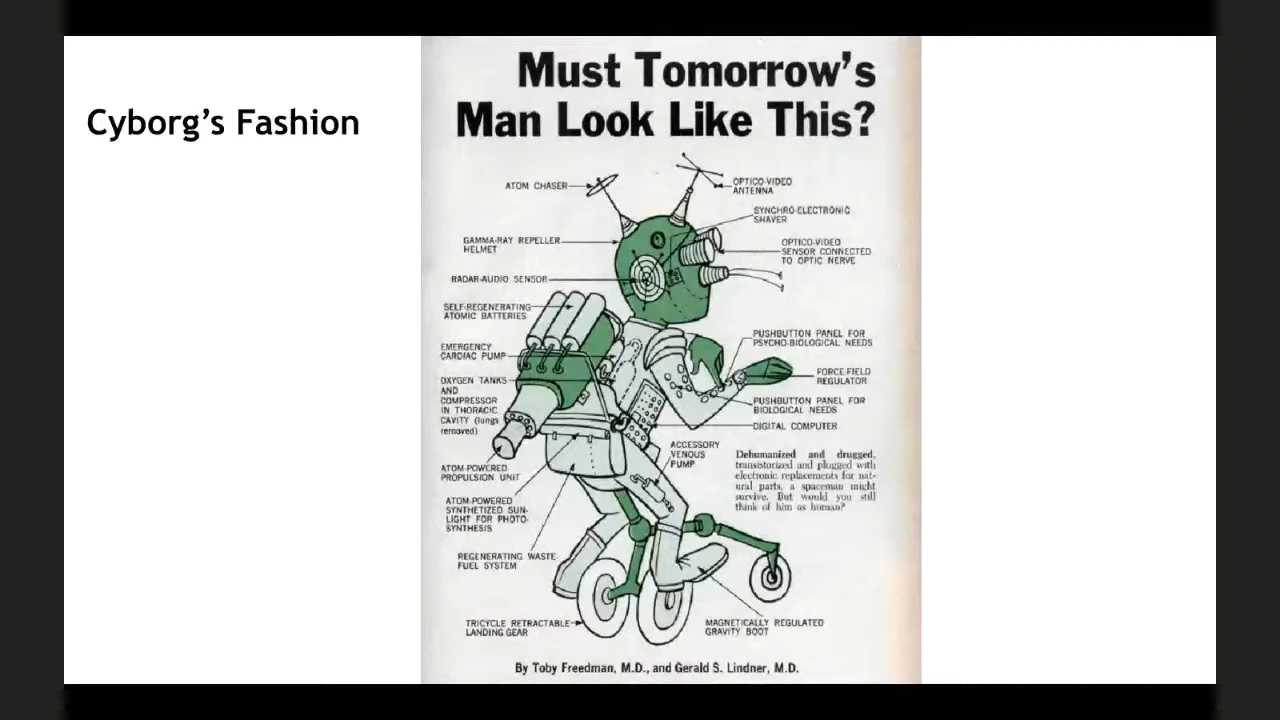 Cyborg's Fashion
Must Tomorrow's
Man Look Like This?
ATOM CHASER
OPTICO-VIDEO
ANTENNA
SYNCHRO-ELECTRONIC
SHAVER
GAMMA-RAY REPELLER
HELMET
OPTICO-VIDEO
SENSOR CONNECTED
TO OPTIC NERVE
RADAR-AUDIO SENSOR
SELF-REGENERATING
ATOMIC BATTERIES
PUSHBUTTON PANEL FOR
PSYCHO-BIOLOGICAL NEEDS
EMERGENCY
CARDIAC PUMP
FORCE-FIELD
REGULATOR
OXYGEN TANKS
AND
COMPRESSOR
IN THORACIC
CAVITY (lungs
removed)
PUSHBUTTON PANEL FOR
BIOLOGICAL NEEDS
DIGITAL COMPUTER
ACCESSORY
VENOUS
PUMP
Dehumanized and drugged,
transistorized and plugged with
electronic replacements for nat-
ural parts, a spaceman might
survive. But would you still
think of him as human?
ATOM-POWERED
PROPULSION UNIT
ATOM-POWERED
SYNTHETIZED SUN-
LIGHT FOR PHOTO-
SYNTHESIS
REGENERATING WASTE
FUEL SYSTEM
TRICYCLE RETRACTABLE
LANDING GEAR
MAGNETICALLY REGULATED
GRAVITY BOOT
By Toby Freedman, M.D., and Gerald S. Lindner, M.D.